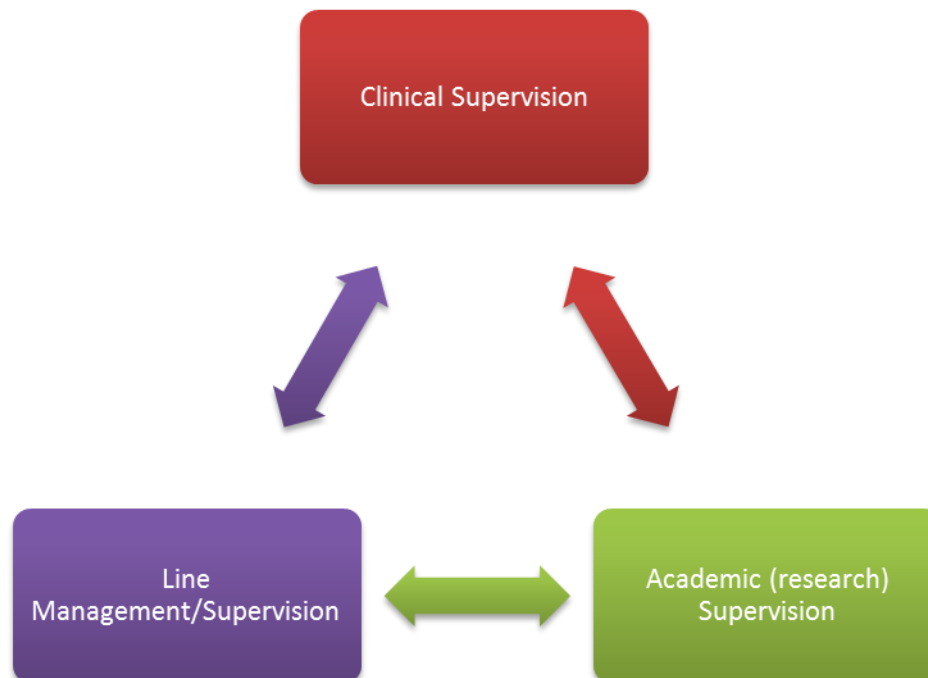 Clinical Supervision
Line
Management/Supervision
Academic (research)
Supervision